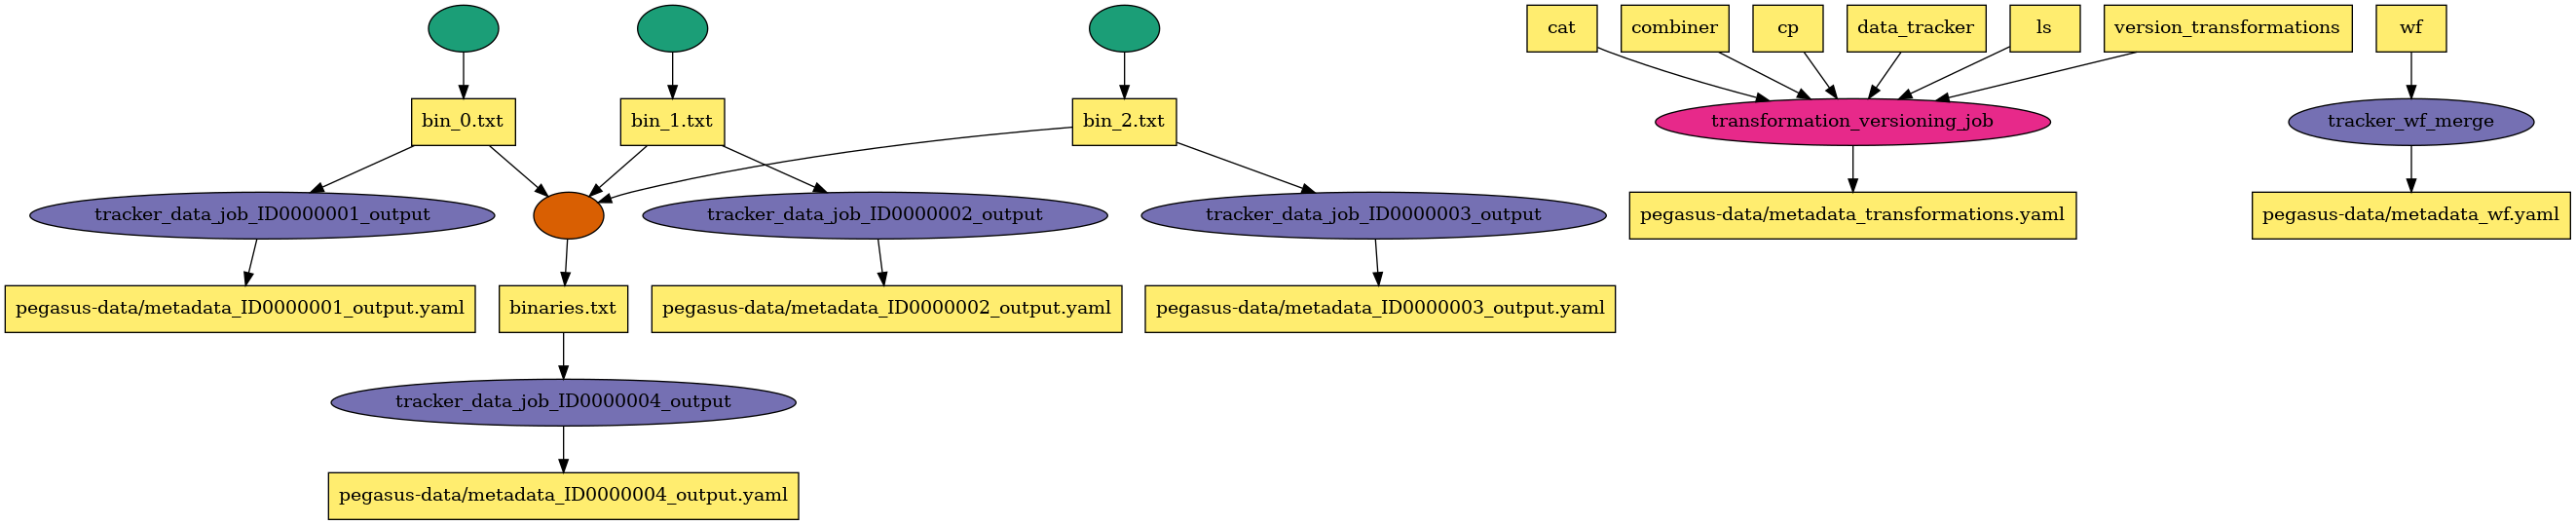 cat
combiner
cp
data_tracker
ls
version_transformations
wf
bin_0.txt
bin_1.txt
bin_2.txt
transformation_versioning_job
tracker_wf_merge
tracker_data_job_ID0000001_output
tracker_data_job_ID0000002_output
tracker_data_job_ID0000003_output
pegasus-data/metadata_transformations.yaml
pegasus-data/metadata_wf.yaml
pegasus-data/metadata_ID0000001_output.yaml
binaries.txt
pegasus-data/metadata_ID0000002_output.yaml
pegasus-data/metadata_ID0000003_output.yaml
tracker_data_job_ID0000004_output
pegasus-data/metadata_ID0000004_output.yaml